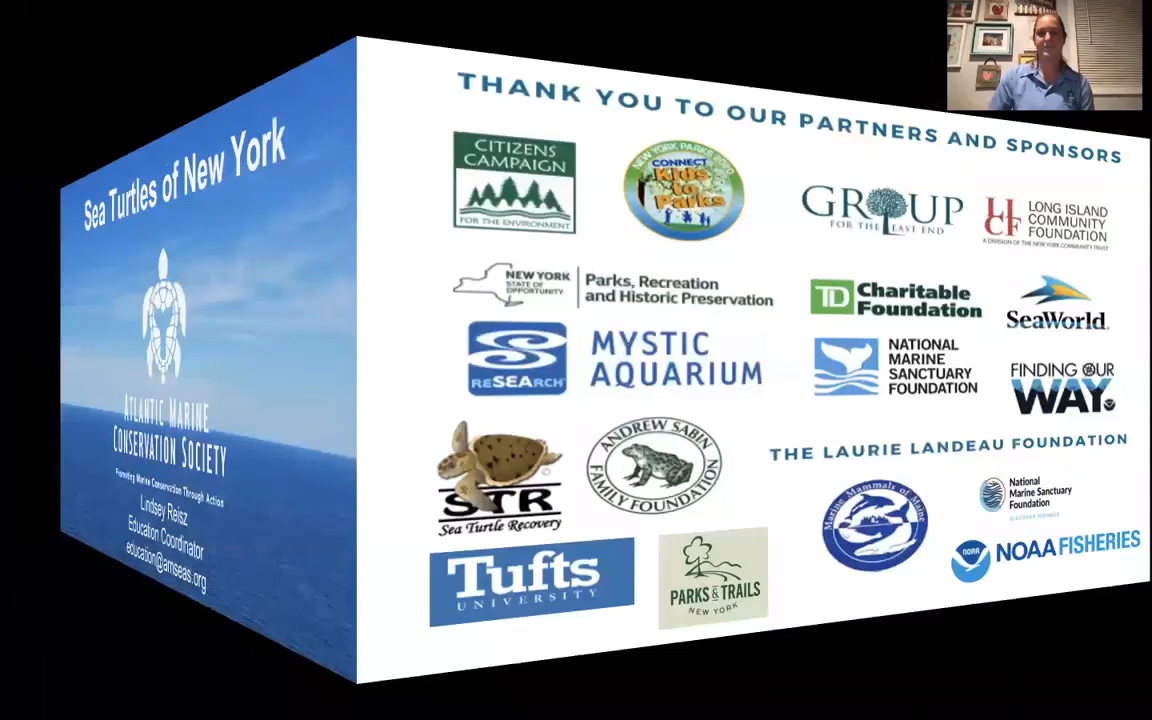 Sea Turtles of New York
ATLANTIC MARINE
CONSERVATION SOCIETY
Promoting Marine Conservation Through Action
Lindsey Reisz
Education Coordinator
education@amseas.org
THANK YOU TO OUR PARTNERS AND SPONSORS
CITIZENS
CAMPAIGN
FOR THE ENVIRONMENT
NEW YORK PARKS 2020
CONNECT
Kids
to
Parks
GROUP
FOR THE EAST END
LICF
LONG ISLAND
COMMUNITY
FOUNDATION
A DIVISION OF THE NEW YORK COMMUNITY TRUST
NEW YORK
STATE OF
OPPORTUNITY
Parks, Recreation
and Historic Preservation
TD
Charitable
Foundation
SeaWorld
reSEArcH
MYSTIC
AQUARIUM
NATIONAL
MARINE
SANCTUARY
FOUNDATION
FINDING OUR
WAY
STR
Sea Turtle Recovery
ANDREW SABIN
FAMILY FOUNDATION
THE LAURIE LANDEAU FOUNDATION
Marine Mammals of Maine
National
Marine Sanctuary
Foundation
Tufts
UNIVERSITY
PARKS & TRAILS
NEW YORK
NOAA
NOAA FISHERIES